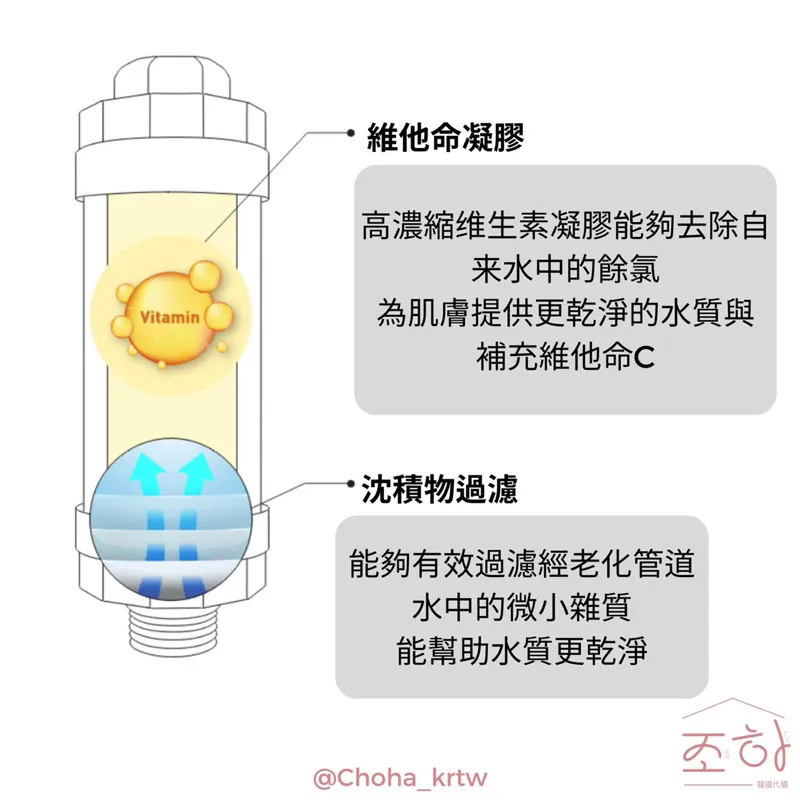 維他命凝膠
高濃縮维生素凝膠能夠去除自
来水中的餘氯
為肌膚提供更乾淨的水质與
補充維他命C
Vitamin
沈積物過濾
能夠有效過濾經老化管道
水中的微小雜质
能幫助水质更乾淨
조하
韓國代購
@Choha_krtw